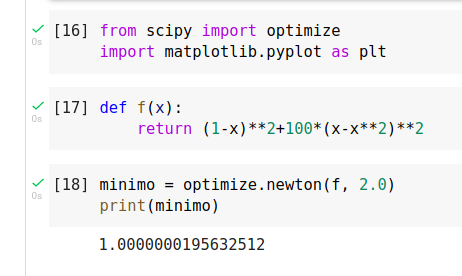 [16] from scipy import optimize
0s
import matplotlib.pyplot as plt
[17] def f(x):
0s
return (1-x)**2+100*(x-x**2)**2
[18] minimo = optimize.newton(f, 2.0)
0s
print(minimo)
1.0000000195632512